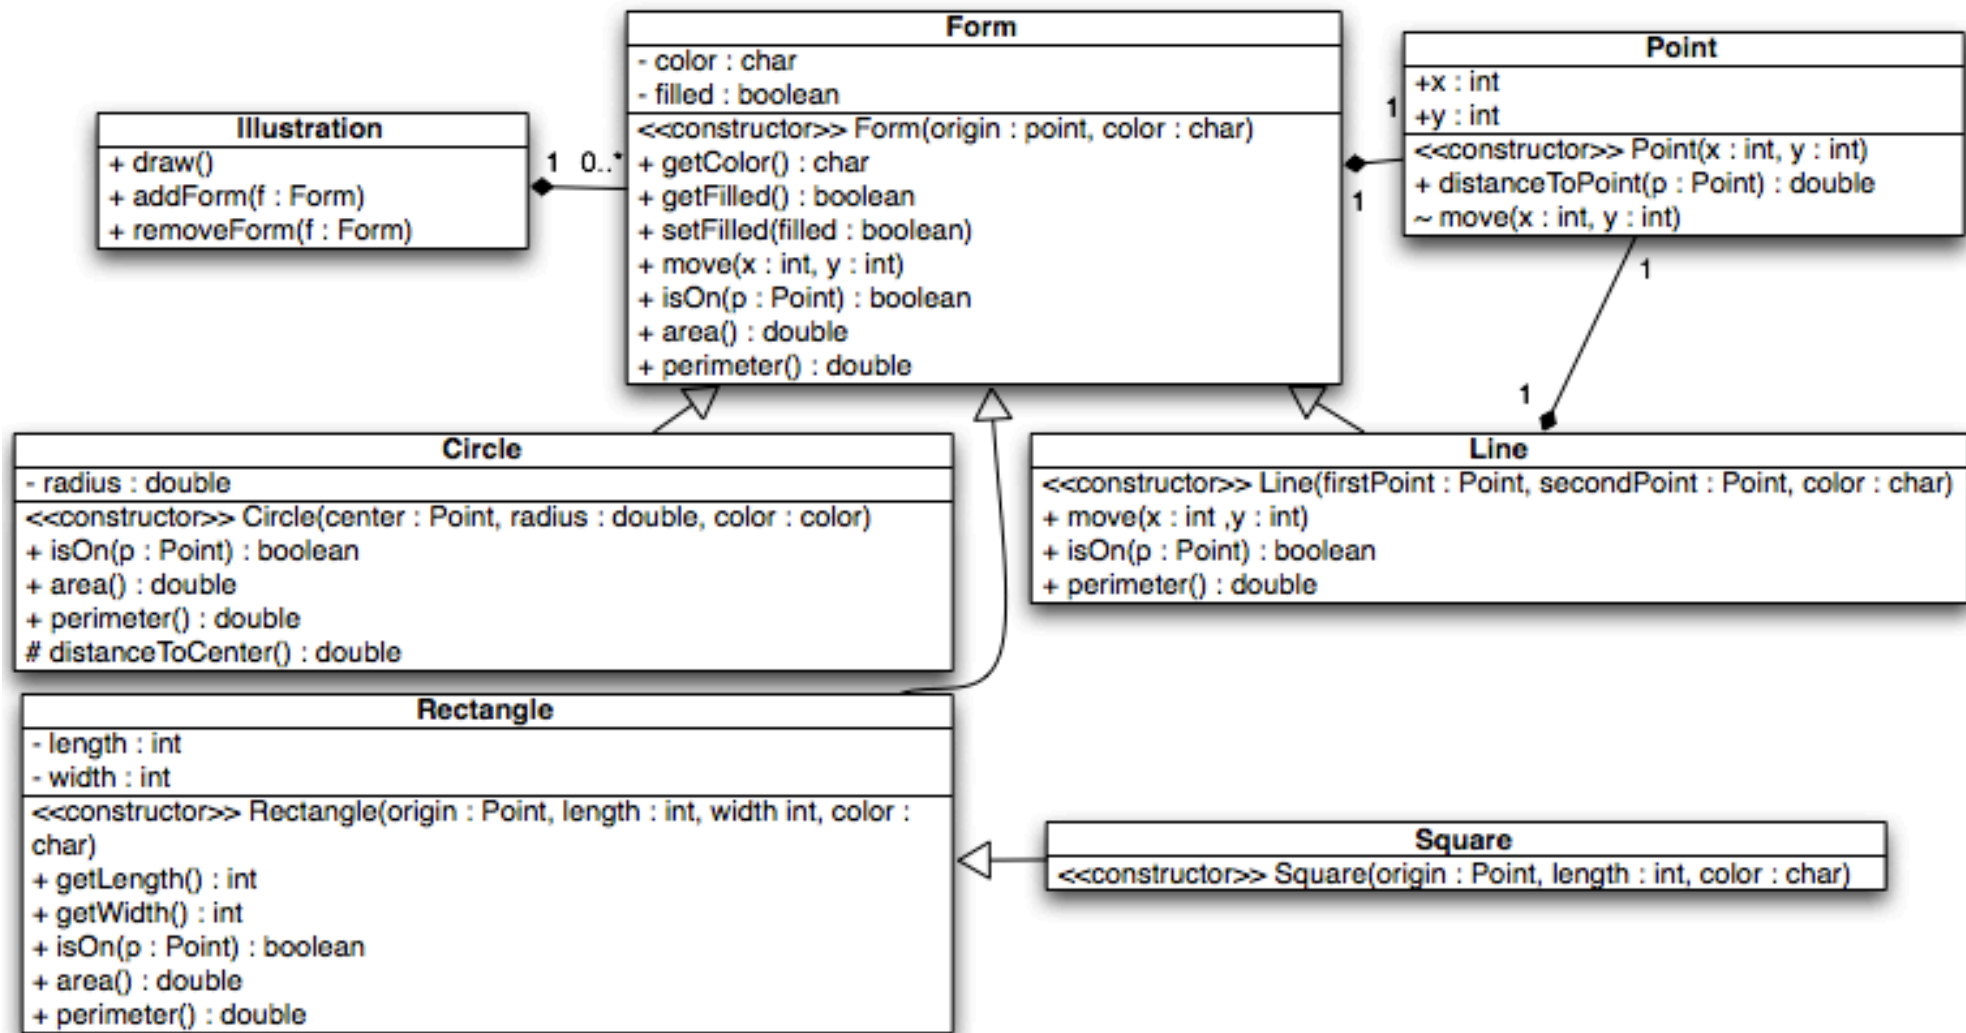 Form
- color : char
- filled : boolean
<<constructor>> Form(origin : point, color : char)
+ getColor() : char
+ getFilled() : boolean
+ setFilled(filled : boolean)
+ move(x : int, y : int)
+ isOn(p : Point) : boolean
+ area() : double
+ perimeter() : double
Point
+x : int
+y : int
<<constructor>> Point(x : int, y : int)
+ distanceToPoint(p : Point) : double
~ move(x : int, y : int)
Illustration
+ draw()
+ addForm(f : Form)
+ removeForm(f : Form)
1 0..*
1
1
1
1
Circle
- radius : double
<<constructor>> Circle(center : Point, radius : double, color : color)
+ isOn(p : Point) : boolean
+ area() : double
+ perimeter() : double
# distanceToCenter() : double
Line
<<constructor>> Line(firstPoint : Point, secondPoint : Point, color : char)
+ move(x : int ,y : int)
+ isOn(p : Point) : boolean
+ perimeter() : double
Rectangle
- length : int
- width : int
<<constructor>> Rectangle(origin : Point, length : int, width int, color :
char)
+ getLength() : int
+ getWidth() : int
+ isOn(p : Point) : boolean
+ area() : double
+ perimeter() : double
Square
<<constructor>> Square(origin : Point, length : int, color : char)